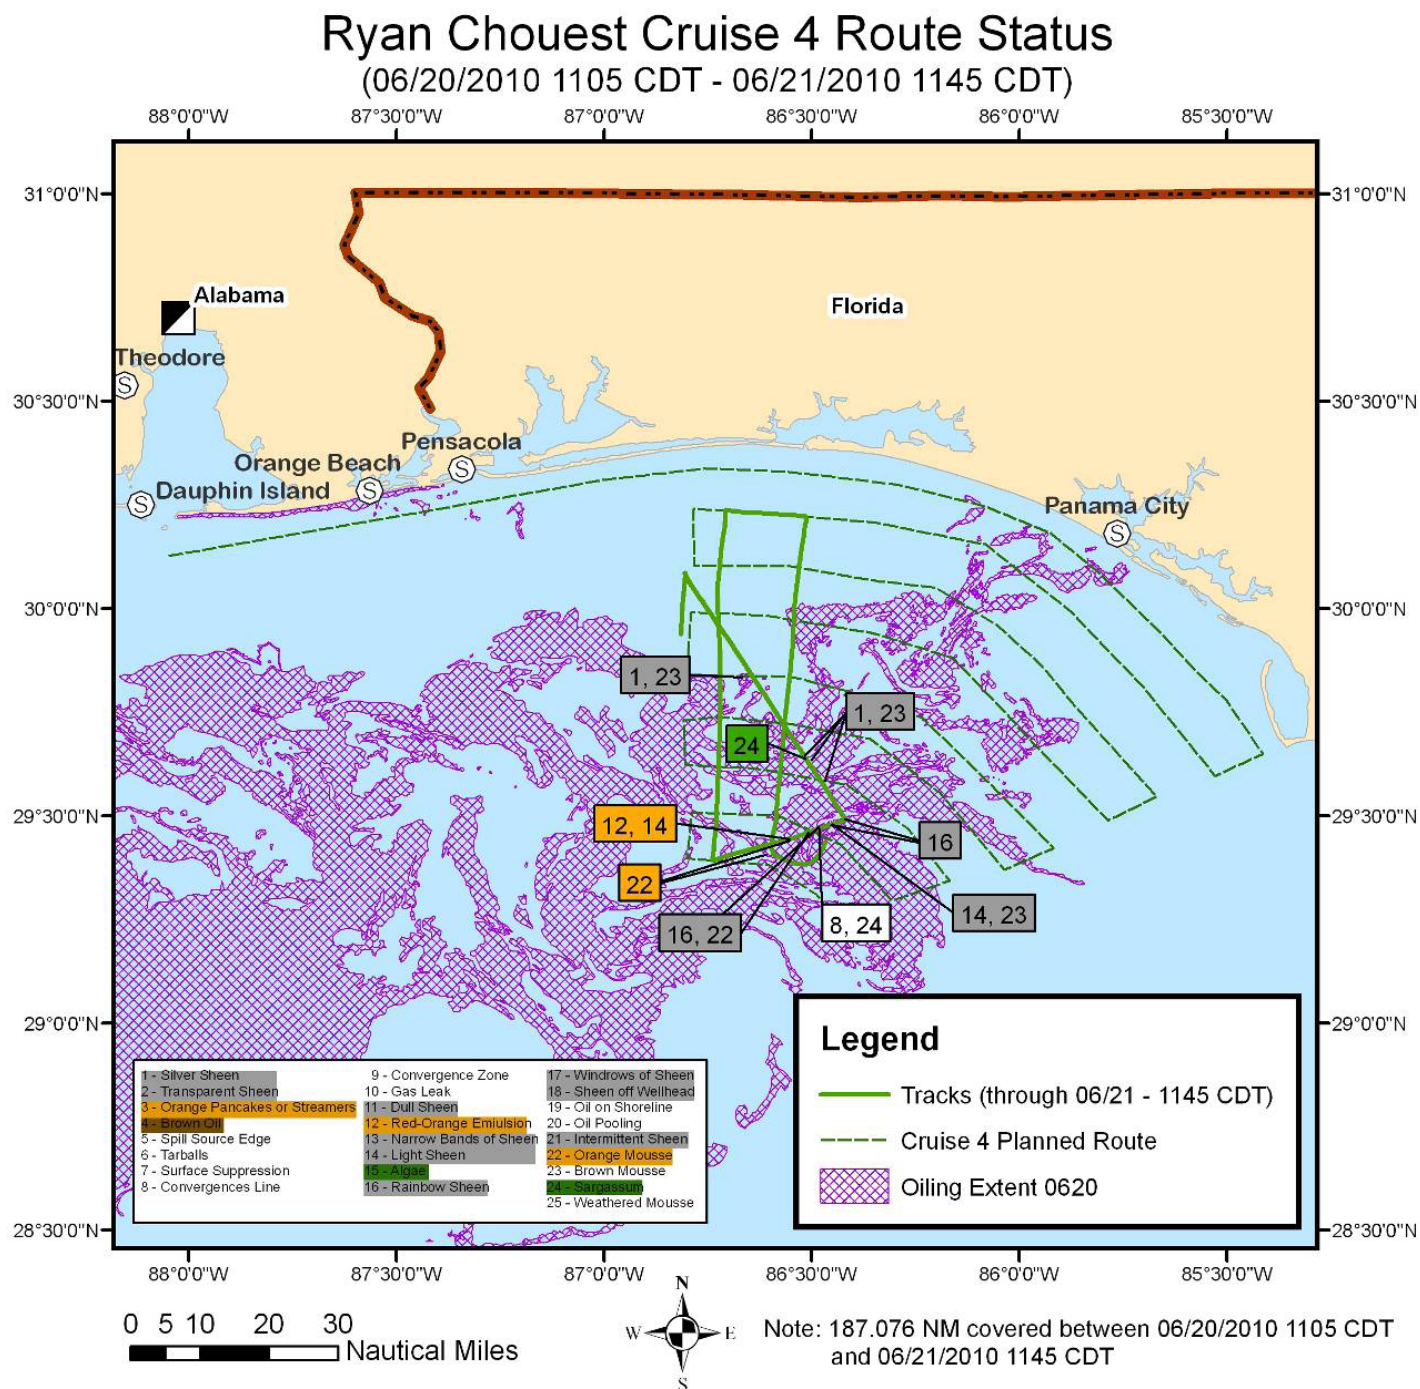 Ryan Chouest Cruise 4 Route Status
(06/20/2010 1105 CDT - 06/21/2010 1145 CDT)
88°0'0"W 87°30'0"W 87°0'0"W 86°30'0"W 86°0'0"W 85°30'0"W
31°0'0"N 31°0'0"N
Alabama
Florida
Theodore
S
30°30'0"N 30°30'0"N
Pensacola
S
Orange Beach
S
Dauphin Island
S
Panama City
S
30°0'0"N 30°0'0"N
1, 23
1, 23
24
29°30'0"N 29°30'0"N
12, 14
16
22
14, 23
16, 22
8, 24
29°0'0"N 29°0'0"N
Legend
Tracks (through 06/21 - 1145 CDT)
Cruise 4 Planned Route
Oiling Extent 0620
1 - Silver Sheen
2 - Transparent Sheen
3 - Orange Pancakes or Streamers
4 - Brown Oil
5 - Spill Source Edge
6 - Tarballs
7 - Surface Suppression
8 - Convergences Line
9 - Convergence Zone
10 - Gas Leak
11 - Dull Sheen
12 - Red-Orange Emiulsion
13 - Narrow Bands of Sheen
14 - Light Sheen
15 - Algae
16 - Rainbow Sheen
17 - Windrows of Sheen
18 - Sheen off Wellhead
19 - Oil on Shoreline
20 - Oil Pooling
21 - Intermittent Sheen
22 - Orange Mousse
23 - Brown Mousse
24 - Sargassum
25 - Weathered Mousse
28°30'0"N 28°30'0"N
88°0'0"W 87°30'0"W 87°0'0"W 86°30'0"W 86°0'0"W 85°30'0"W
0 5 10 20 30
Nautical Miles
N
W E
S
Note: 187.076 NM covered between 06/20/2010 1105 CDT
and 06/21/2010 1145 CDT